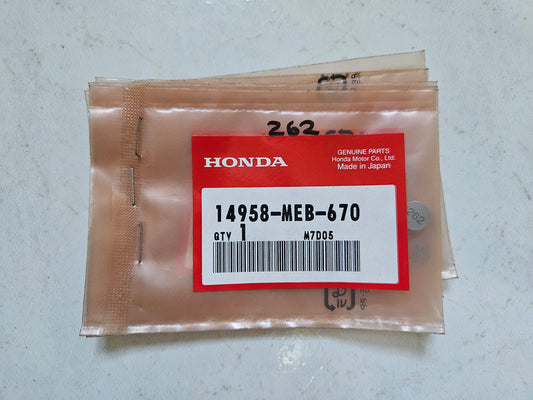 262
HONDA
GENUINE PARTS
Honda Motor Co., Ltd.
Made in Japan
14958-MEB-670
QTY 1
M7D05
262